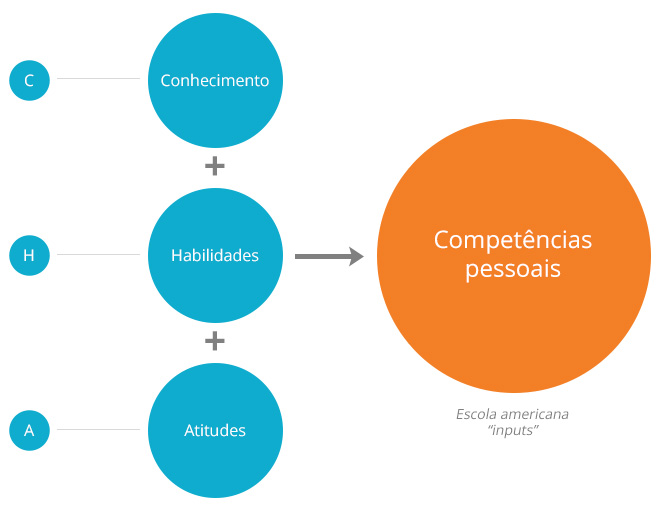 C
Conhecimento
+
H
Habilidades
+
A
Atitudes
Competências
pessoais
Escola americana
“inputs”